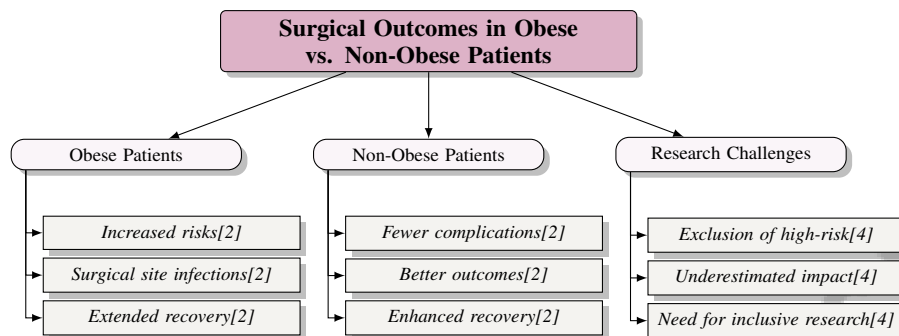 Surgical Outcomes in Obese
vs. Non-Obese Patients
Obese Patients
Non-Obese Patients
Research Challenges
Increased risks[2]
Surgical site infections[2]
Extended recovery[2]
Fewer complications[2]
Better outcomes[2]
Enhanced recovery[2]
Exclusion of high-risk[4]
Underestimated impact[4]
Need for inclusive research[4]